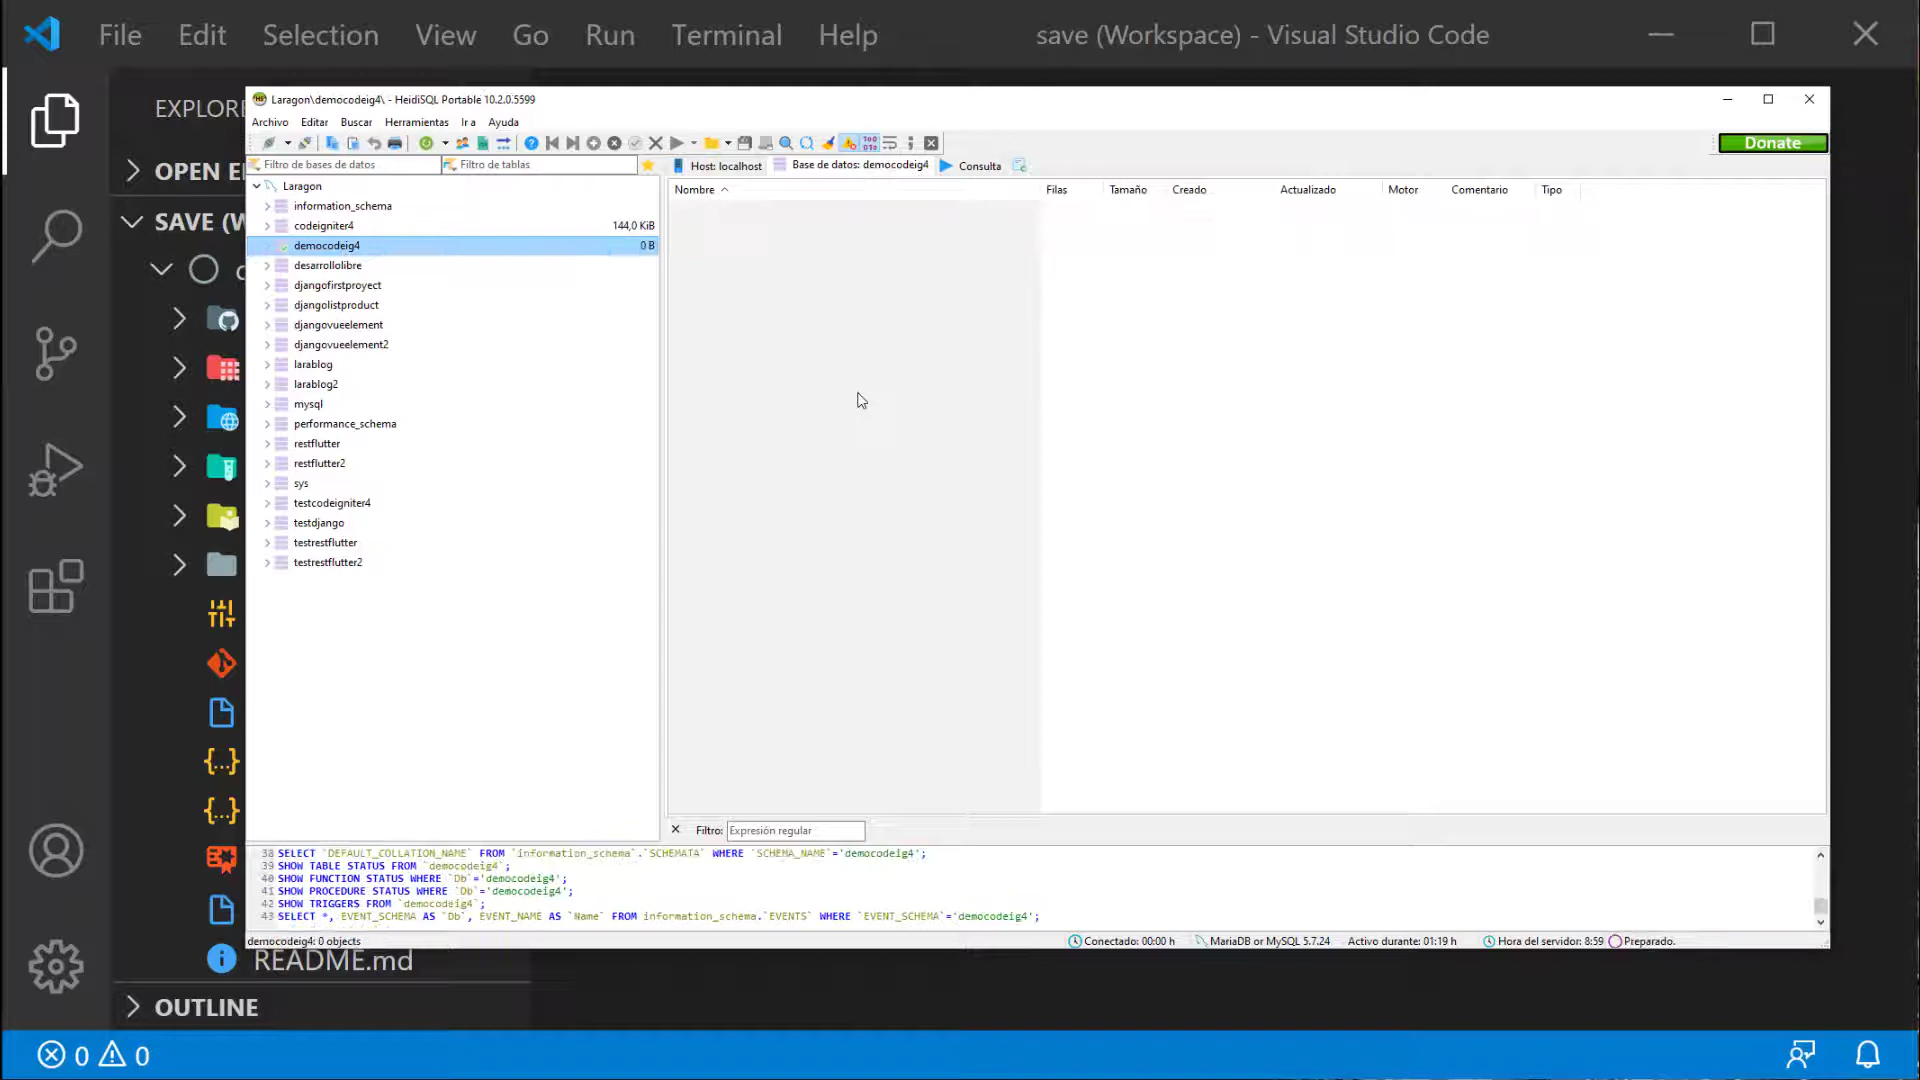 File Edit Selection View Go Run Terminal Help save (Workspace) - Visual Studio Code
EXPLOR
OPEN E
SAVE (W
README.md
OUTLINE
0 0
Laragon\democodeig4\ - HeidiSQL Portable 10.2.0.5599
Archivo Editar Buscar Herramientas Ir a Ayuda
Donate
Filtro de bases de datos Filtro de tablas
Host: localhost Base de datos: democodeig4 Consulta
Nombre Filas Tamaño Creado Actualizado Motor Comentario Tipo
Laragon
information_schema
codeigniter4 144,0 KiB
democodeig4 0 B
desarrollolibre
djangofirstproyect
djangolistproduct
djangovueelement
djangovueelement2
larablog
larablog2
mysql
performance_schema
restflutter
restflutter2
sys
testcodeigniter4
testdjango
testrestflutter
testrestflutter2
Filtro: Expresión regular
38 SELECT `DEFAULT_COLLATION_NAME` FROM `information_schema`.`SCHEMATA` WHERE `SCHEMA_NAME`='democodeig4';
39 SHOW TABLE STATUS FROM `democodeig4`;
40 SHOW FUNCTION STATUS WHERE `Db`='democodeig4';
41 SHOW PROCEDURE STATUS WHERE `Db`='democodeig4';
42 SHOW TRIGGERS FROM `democodeig4`;
43 SELECT *, EVENT_SCHEMA AS `Db`, EVENT_NAME AS `Name` FROM information_schema.`EVENTS` WHERE `EVENT_SCHEMA`='democodeig4';
democodeig4: 0 objects Conectado: 00:00 h MariaDB or MySQL 5.7.24 Activo durante: 01:19 h Hora del servidor: 8:59 Preparado.